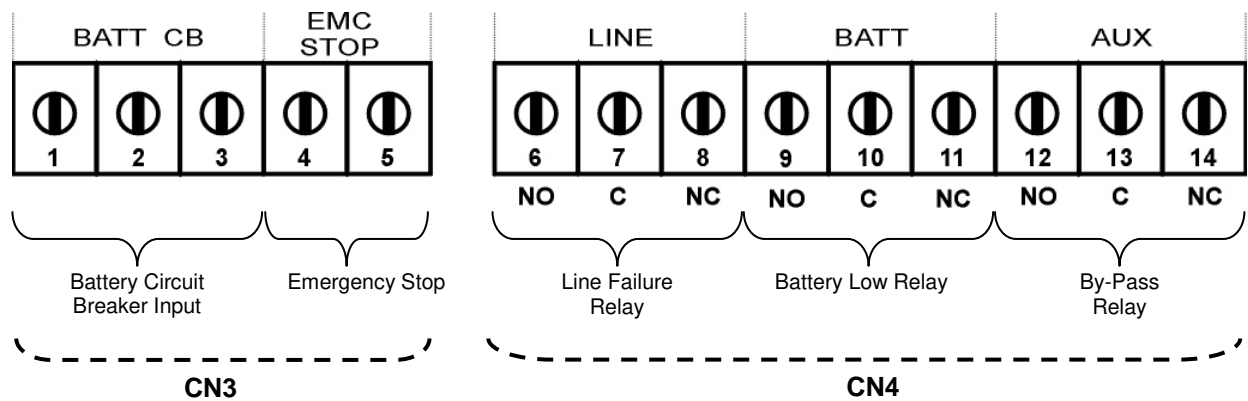 BATT CB
EMC
STOP
LINE
BATT
AUX
1 2 3 4 5
6 7 8 9 10 11 12 13 14
NO C NC NO C NC NO C NC
Battery Circuit
Breaker Input
Emergency Stop
Line Failure
Relay
Battery Low Relay
By-Pass
Relay
CN3
CN4